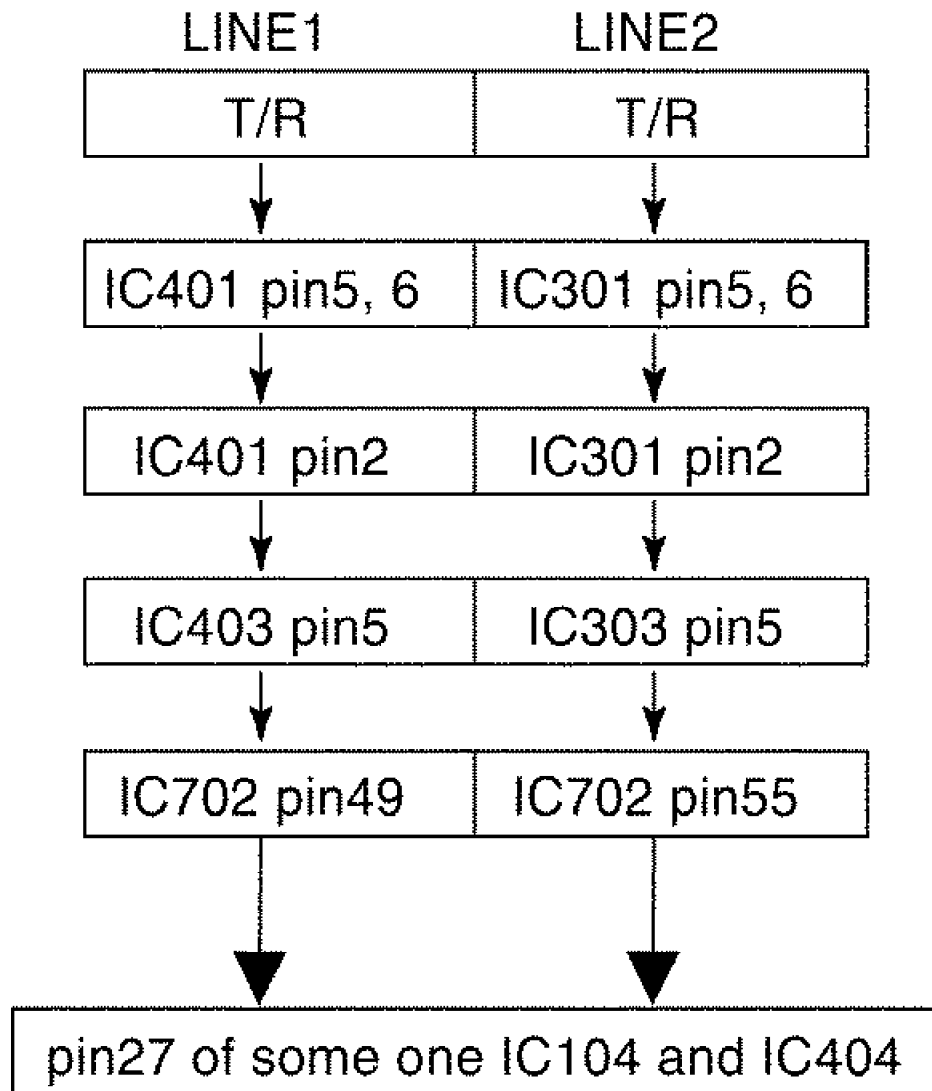 LINE1 LINE2
T/R T/R
IC401 pin5, 6 IC301 pin5, 6
IC401 pin2 IC301 pin2
IC403 pin5 IC303 pin5
IC702 pin49 IC702 pin55
pin27 of some one IC104 and IC404